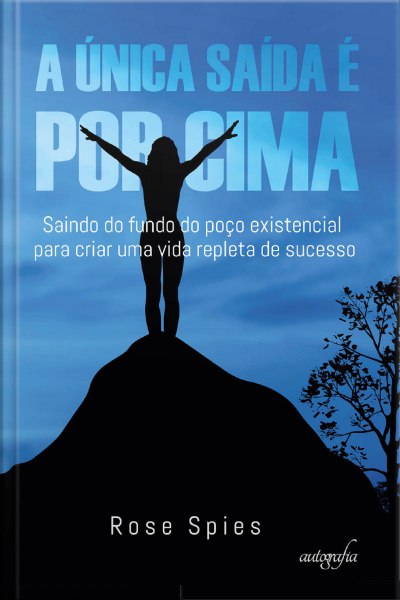 A ÚNICA SAÍDA É
POR CIMA
Saindo do fundo do poço existencial
para criar uma vida repleta de sucesso
Rose Spies
autografia